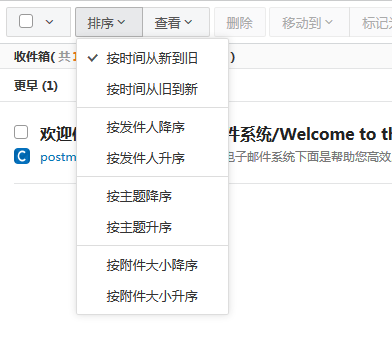 排序 查看 删除 移动到 标记
收件箱( 共 )
按时间从新到旧
按时间从旧到新
更早 (1)
按发件人降序
欢迎 件系统/Welcome to th
按发件人升序
postm 电子邮件系统下面是帮助您高效
按主题降序
按主题升序
按附件大小降序
按附件大小升序